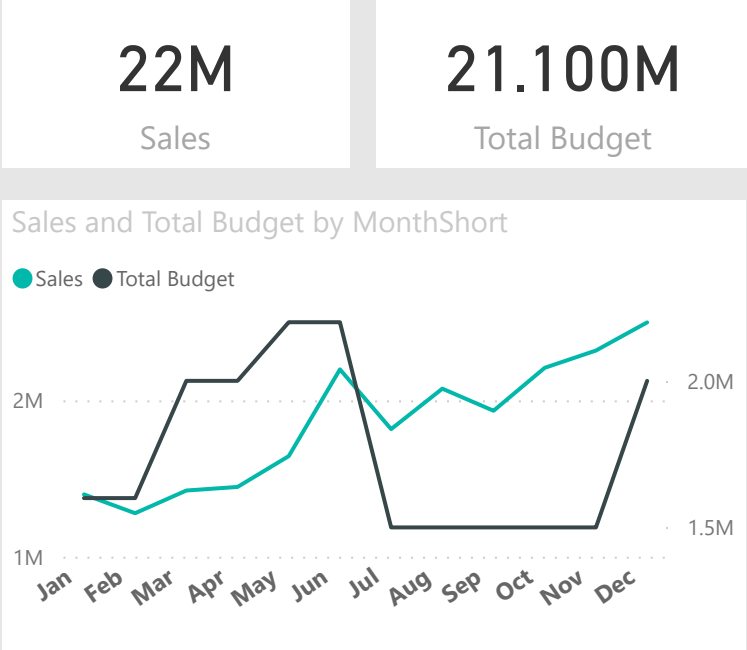 22M
Sales
21.100M
Total Budget
Sales and Total Budget by MonthShort
Sales Total Budget
2M
2.0M
1.5M
1M
Jan Feb Mar Apr May Jun Jul Aug Sep Oct Nov Dec